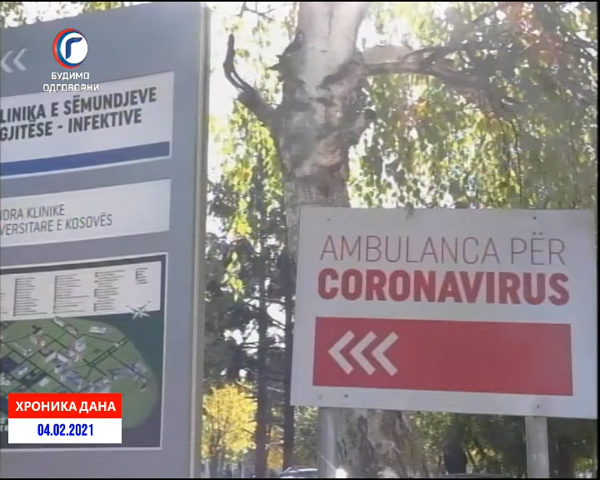 БУДИМО
ОДГОВОРНИ
LINIKA E SËMUNDJEVE
GJITËSE - INFEKTIVE
NDRA KLINIKE
VERSITARE E KOSOVËS
AMBULANCA PËR
CORONAVIRUS
ХРОНИКА ДАНА
04.02.2021